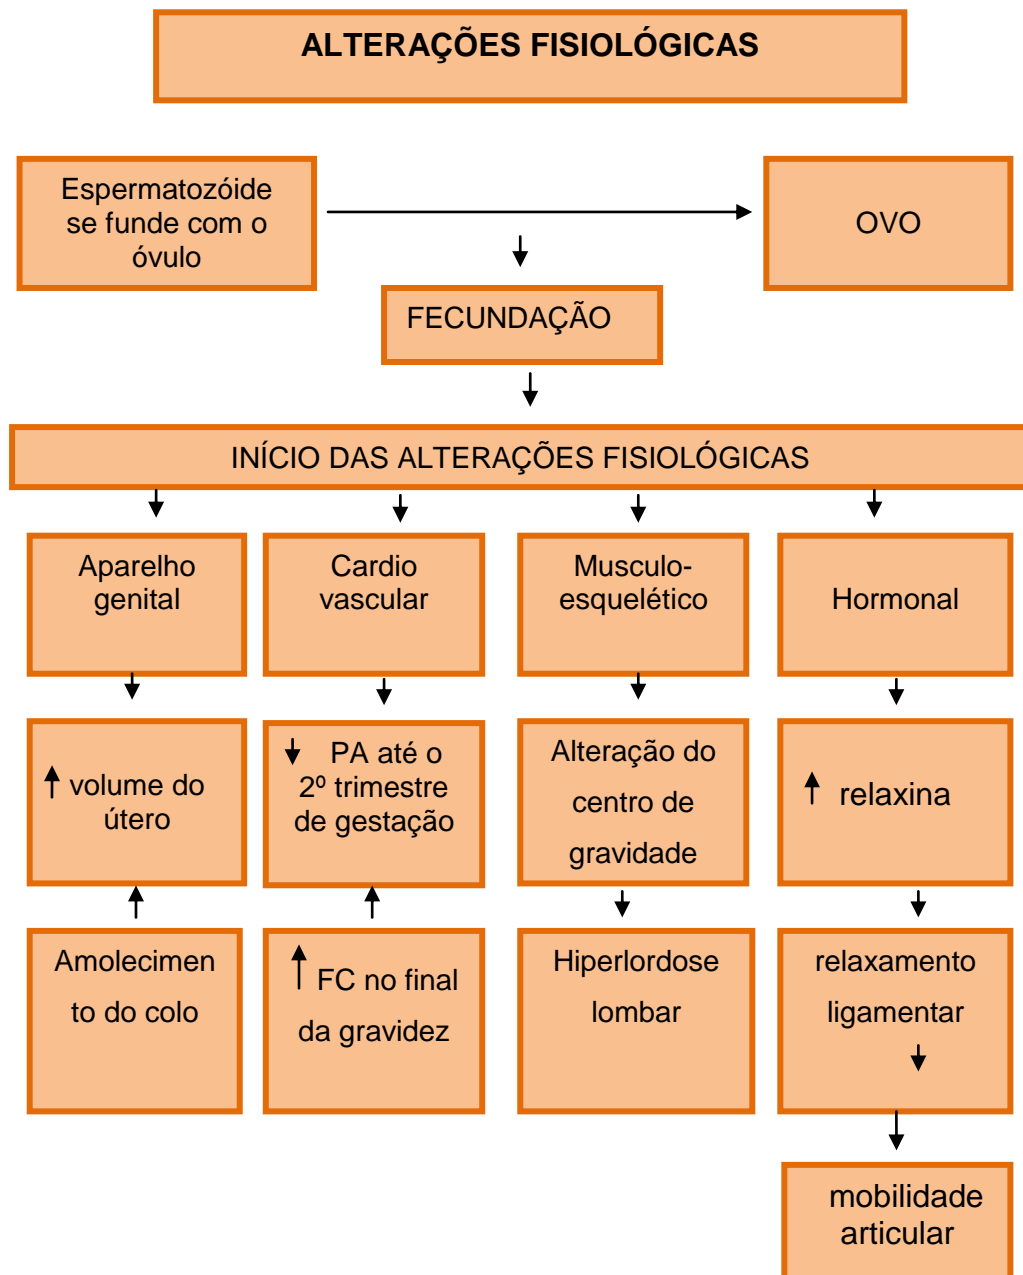 ALTERAÇÕES FISIOLÓGICAS
Espermatozóide
se funde com o
óvulo
OVO
FECUNDAÇÃO
INÍCIO DAS ALTERAÇÕES FISIOLÓGICAS
Aparelho
genital
Cardio
vascular
Musculo-
esquelético
Hormonal
volume do
útero
PA até o
2º trimestre
de gestação
Alteração do
centro de
gravidade
relaxina
Amolecimen
to do colo
FC no final
da gravidez
Hiperlordose
lombar
relaxamento
ligamentar
mobilidade
articular